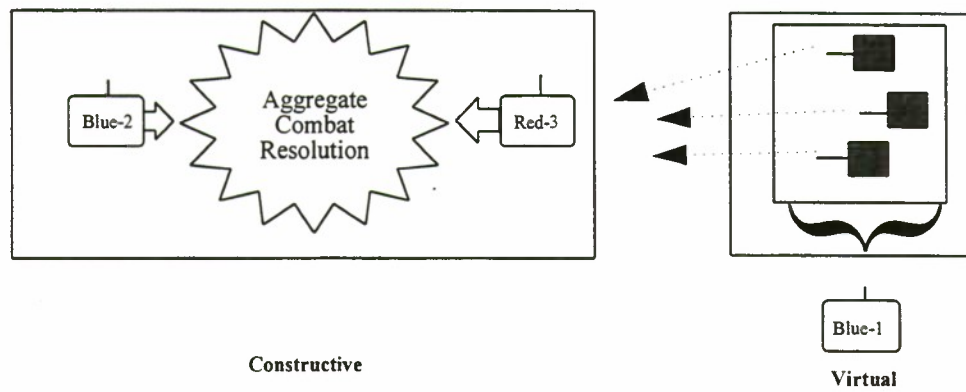 Blue-2
Aggregate
Combat
Resolution
Red-3
Blue-1
Constructive
Virtual